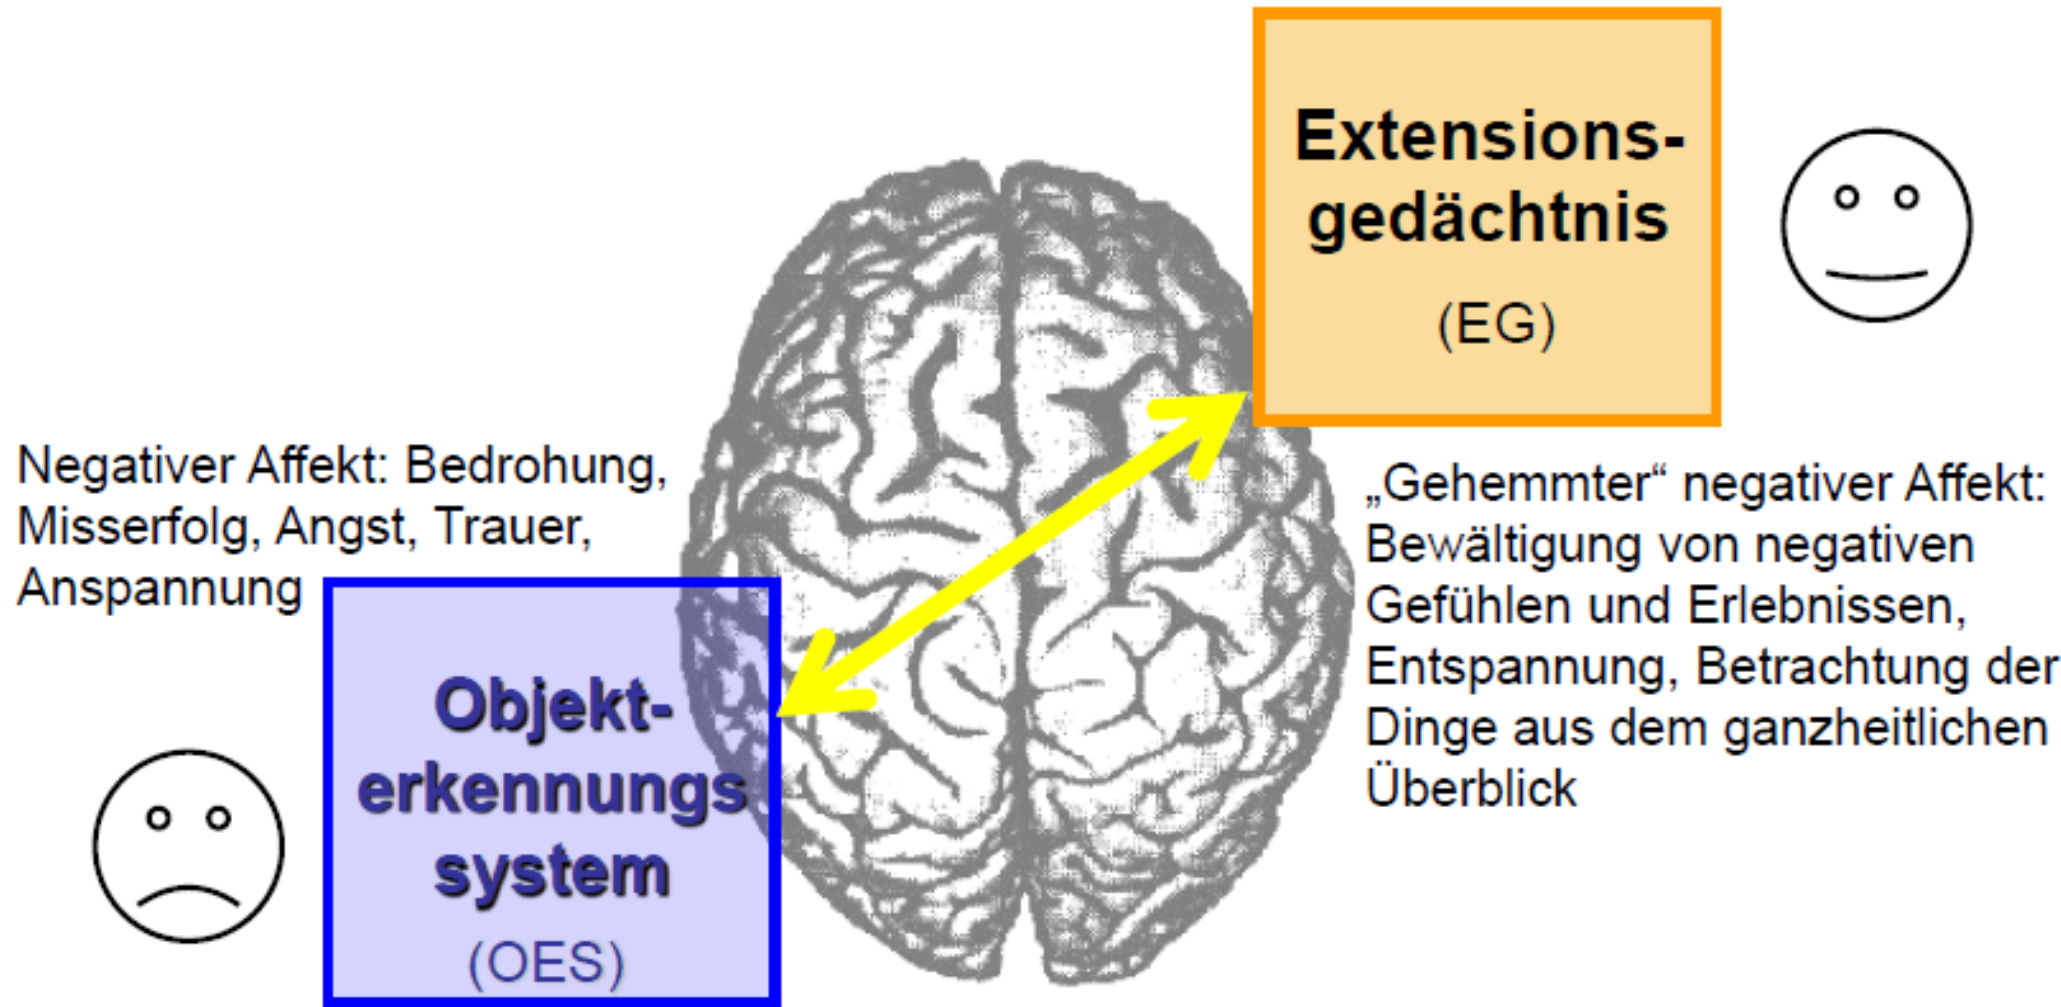 Extensions-
gedächtnis
(EG)
Negativer Affekt: Bedrohung,
Misserfolg, Angst, Trauer,
Anspannung
„Gehemmter“ negativer Affekt:
Bewältigung von negativen
Gefühlen und Erlebnissen,
Entspannung, Betrachtung der
Dinge aus dem ganzheitlichen
Überblick
Objekt-
erkennungs
system
(OES)